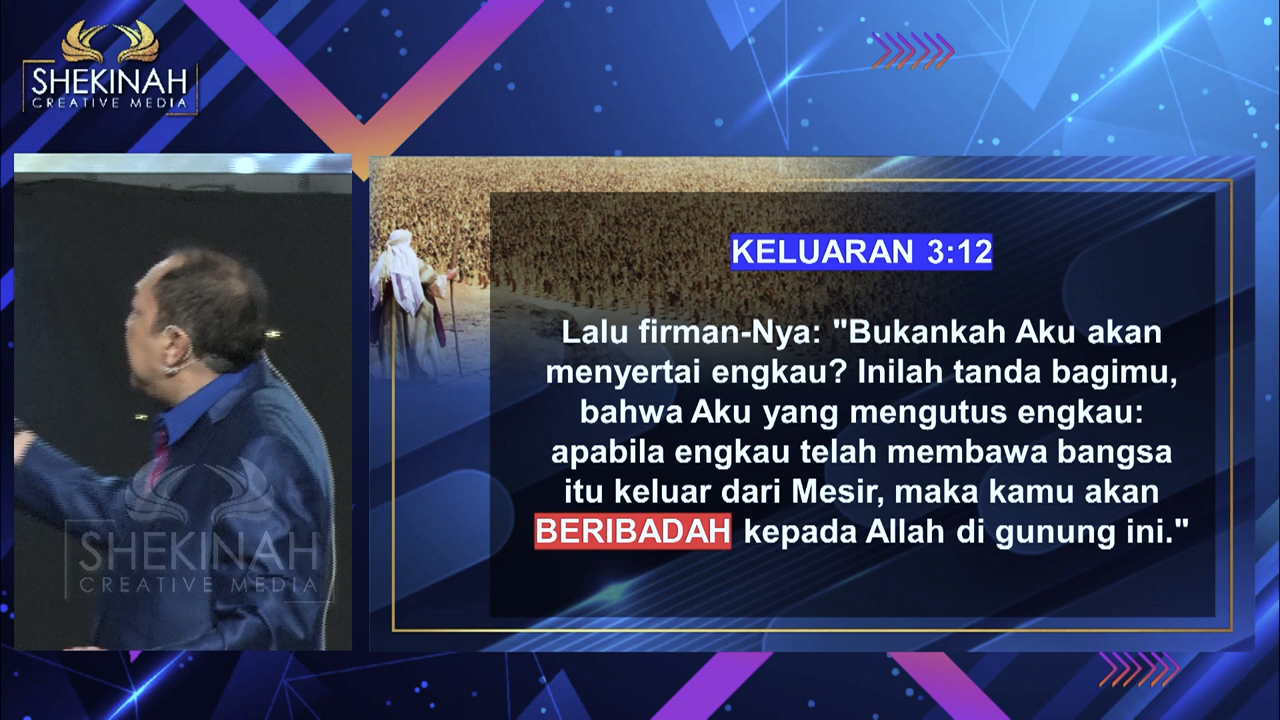 SHEKINAH
CREATIVE MEDIA
KELUARAN 3:12
Lalu firman-Nya: "Bukankah Aku akan
menyertai engkau? Inilah tanda bagimu,
bahwa Aku yang mengutus engkau:
apabila engkau telah membawa bangsa
itu keluar dari Mesir, maka kamu akan
BERIBADAH kepada Allah di gunung ini."
SHEKINAH
CREATIVE MEDIA